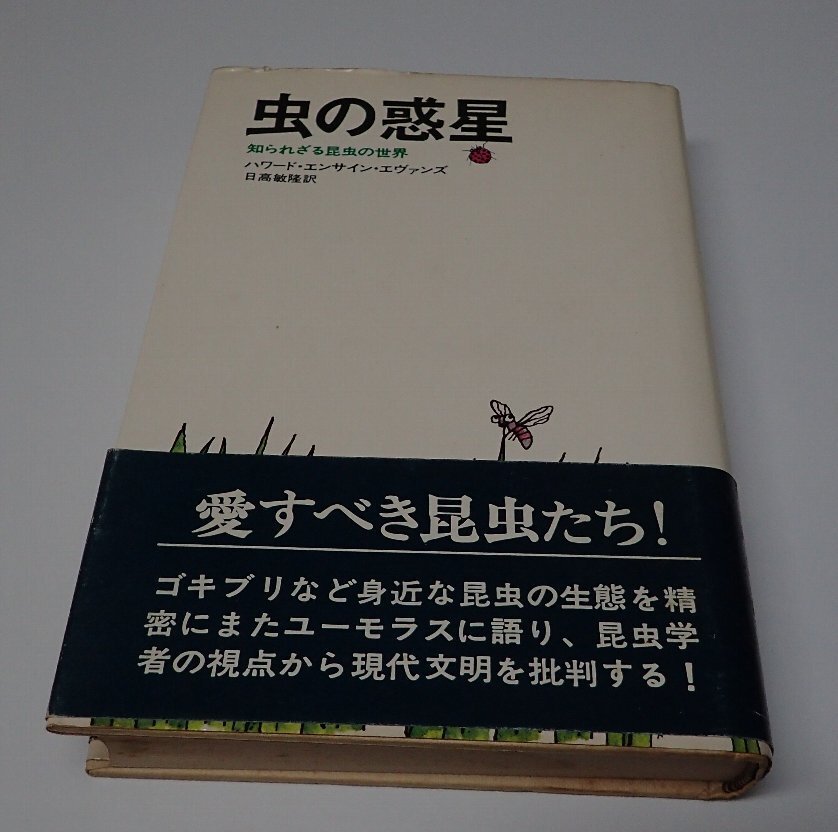 虫の惑星
知られざる昆虫の世界
ハワード・エンサイン・エヴァンズ
日高敏隆訳
愛すべき昆虫たち！
ゴキブリなど身近な昆虫の生態を精
密にまたユーモラスに語り、昆虫学
者の視点から現代文明を批判する！